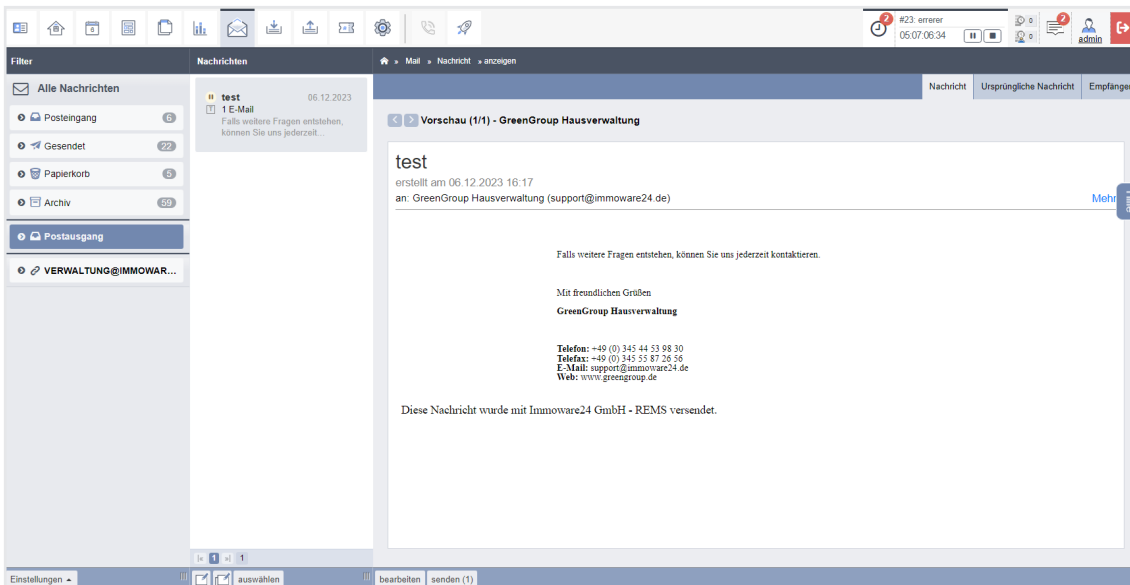 2
#23: errerer
05:07:06:34
0
0
2
admin
6
Filter
Nachrichten
» Mail » Nachricht » anzeigen
Alle Nachrichten
Posteingang 6
Gesendet 22
Papierkorb 5
Archiv 59
Postausgang
VERWALTUNG@IMMOWAR...
test 06.12.2023
1 E-Mail
Falls weitere Fragen entstehen,
können Sie uns jederzeit...
Nachricht Ursprüngliche Nachricht Empfänger
Vorschau (1/1) - GreenGroup Hausverwaltung
test
erstellt am 06.12.2023 16:17
an: GreenGroup Hausverwaltung (support@immoware24.de) Mehr
Falls weitere Fragen entstehen, können Sie uns jederzeit kontaktieren.
Mit freundlichen Grüßen
GreenGroup Hausverwaltung
Telefon: +49 (0) 345 44 53 98 30
Telefax: +49 (0) 345 55 87 26 56
E-Mail: support@immoware24.de
Web: www.greengroup.de
Diese Nachricht wurde mit Immoware24 GmbH - REMS versendet.
1 1
Einstellungen auswählen bearbeiten senden (1)